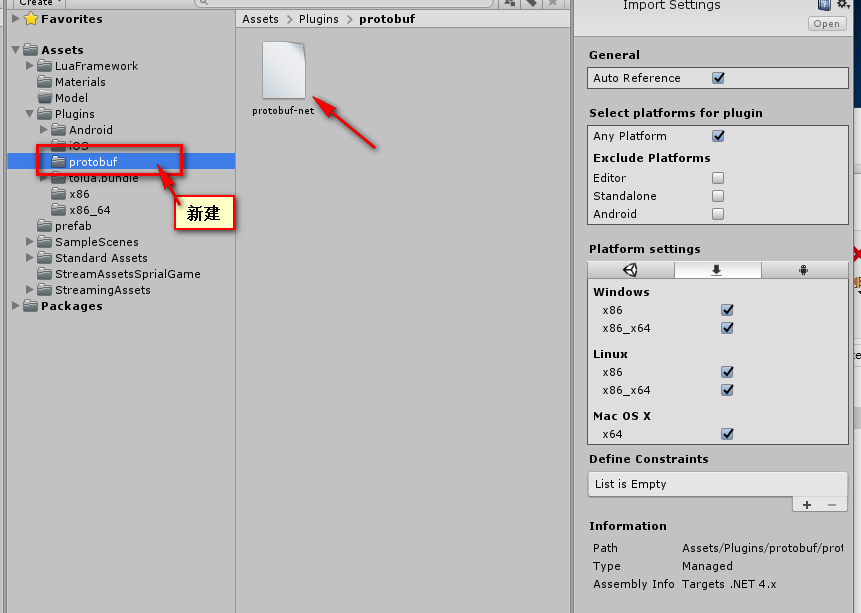 Create
Favorites
Assets
LuaFramework
Materials
Model
Plugins
Android
iOS
protobuf
tolua.bundle
x86
x86_64
prefab
SampleScenes
Standard Assets
StreamAssetsSprialGame
StreamingAssets
Packages
新建
Assets > Plugins > protobuf
protobuf-net
Import Settings
Open
General
Auto Reference
Select platforms for plugin
Any Platform
Exclude Platforms
Editor
Standalone
Android
Platform settings
Windows
x86
x86_x64
Linux
x86
x86_x64
Mac OS X
x64
Define Constraints
List is Empty
+ −
Information
Path Assets/Plugins/protobuf/prot
Type Managed
Assembly Info Targets .NET 4.x